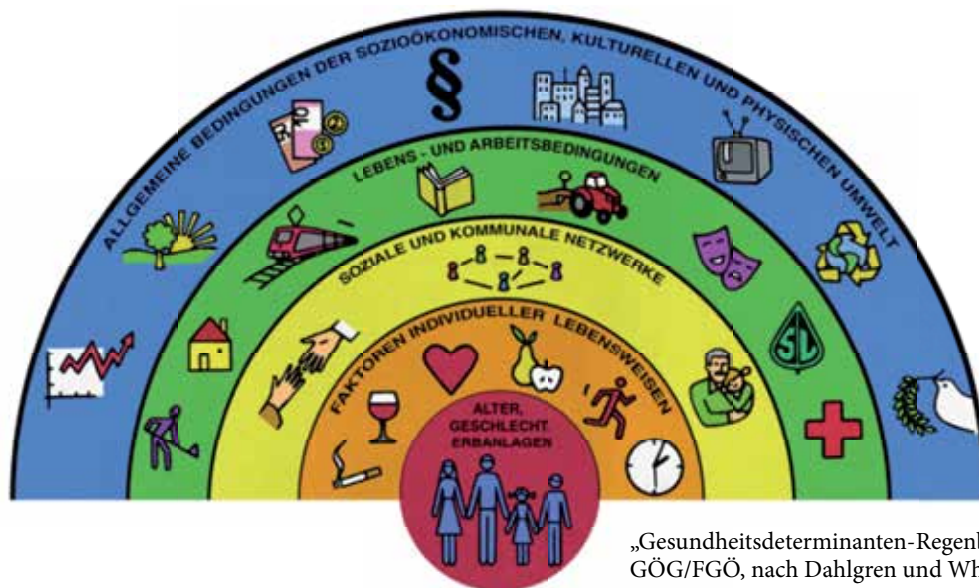 ALLGEMEINE BEDINGUNGEN DER SOZIOÖKONOMISCHEN, KULTURELLEN UND PHYSISCHEN UMWELT
§
LEBENS - UND ARBEITSBEDINGUNGEN
SOZIALE UND KOMMUNALE NETZWERKE
FAKTOREN INDIVIDUELLER LEBENSWEISEN
ALTER,
GESCHLECHT
ERBANLAGEN
„Gesundheitsdeterminanten-Regenb
GÖG/FGÖ, nach Dahlgren und Wh